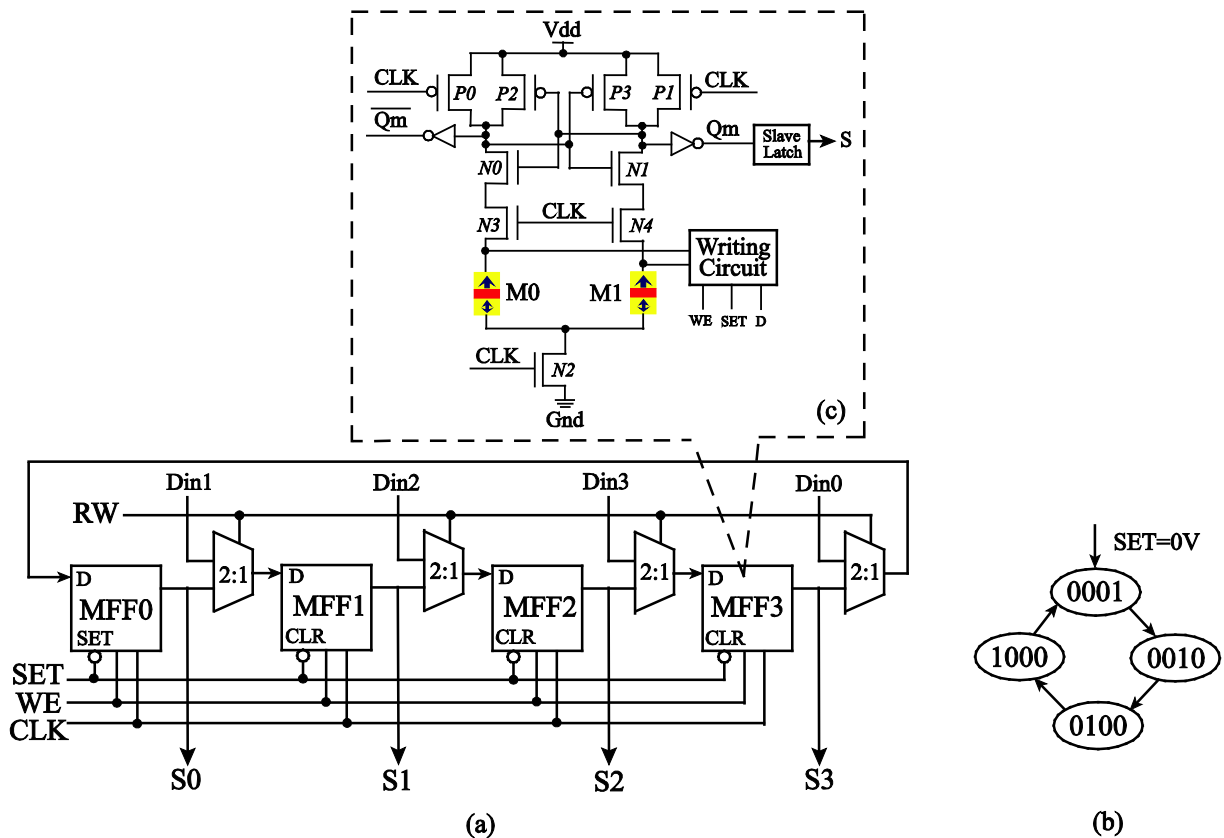 Vdd
CLK
P0
P2
P3
P1
CLK
Qm
Qm
Slave
Latch
S
N0
N1
N3
CLK
N4
Writing
Circuit
M0
M1
WE
SET
D
CLK
N2
Gnd
(c)
Din1
Din2
Din3
Din0
RW
2:1
2:1
2:1
2:1
D
MFF0
SET
D
MFF1
CLR
D
MFF2
CLR
D
MFF3
CLR
SET
WE
CLK
S0
S1
S2
S3
(a)
SET=0V
0001
1000
0010
0100
(b)